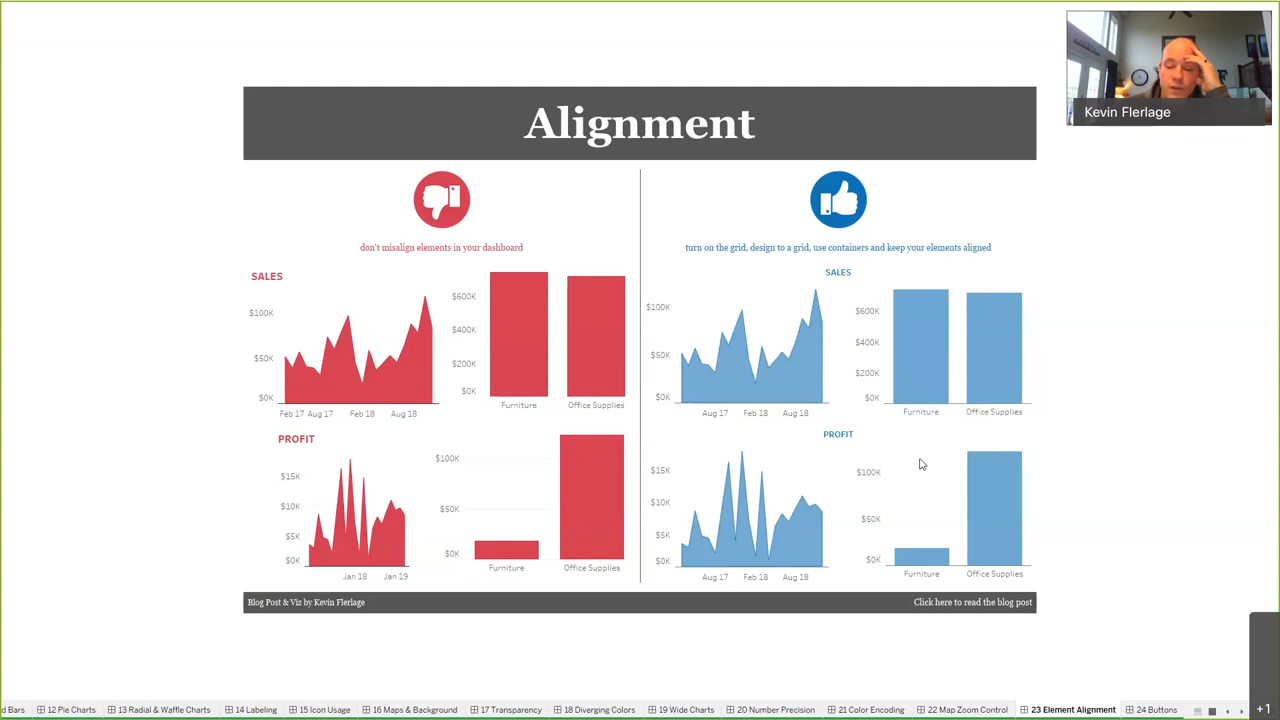 Kevin Flerlage
Alignment
don't misalign elements in your dashboard
SALES
$100K
$50K
$0K
Feb 17 Aug 17 Feb 18 Aug 18
$600K
$400K
$200K
$0K
Furniture Office Supplies
PROFIT
$15K
$10K
$5K
$0K
Jan 18 Jan 19
$100K
$50K
$0K
Furniture Office Supplies
turn on the grid, design to a grid, use containers and keep your elements aligned
SALES
$100K
$50K
$0K
Aug 17 Feb 18 Aug 18
$600K
$400K
$200K
$0K
Furniture Office Supplies
PROFIT
$15K
$10K
$5K
$0K
Aug 17 Feb 18 Aug 18
$100K
$50K
$0K
Furniture Office Supplies
Blog Post & Viz by Kevin Flerlage
Click here to read the blog post
d Bars 12 Pie Charts 13 Radial & Waffle Charts 14 Labeling 15 Icon Usage 16 Maps & Background 17 Transparency 18 Diverging Colors 19 Wide Charts 20 Number Precision 21 Color Encoding 22 Map Zoom Control 23 Element Alignment 24 Buttons
+1